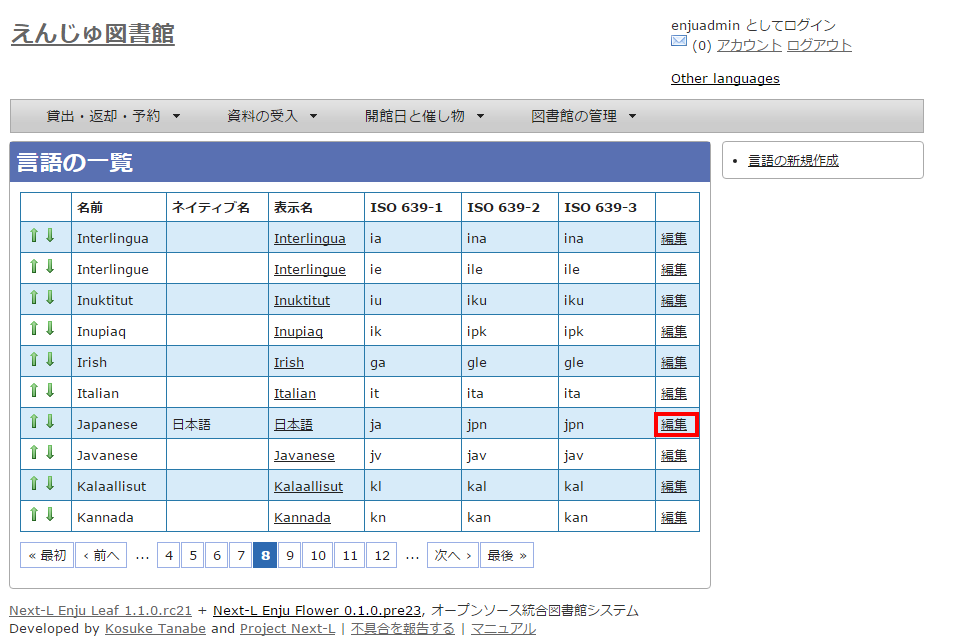 えんじゅ図書館
enjuadmin としてログイン
(0) アカウント ログアウト
Other languages
貸出・返却・予約 資料の受入 開館日と催し物 図書館の管理
言語の一覧
• 言語の新規作成
名前 ネイティブ名 表示名 ISO 639-1 ISO 639-2 ISO 639-3
Interlingua Interlingua ia ina ina 編集
Interlingue Interlingue ie ile ile 編集
Inuktitut Inuktitut iu iku iku 編集
Inupiaq Inupiaq ik ipk ipk 編集
Irish Irish ga gle gle 編集
Italian Italian it ita ita 編集
Japanese 日本語 日本語 ja jpn jpn 編集
Javanese Javanese jv jav jav 編集
Kalaallisut Kalaallisut kl kal kal 編集
Kannada Kannada kn kan kan 編集
« 最初 ‹ 前へ ... 4 5 6 7 8 9 10 11 12 ... 次へ › 最後 »
Next-L Enju Leaf 1.1.0.rc21 + Next-L Enju Flower 0.1.0.pre23, オープンソース統合図書館システム
Developed by Kosuke Tanabe and Project Next-L | 不具合を報告する | マニュアル